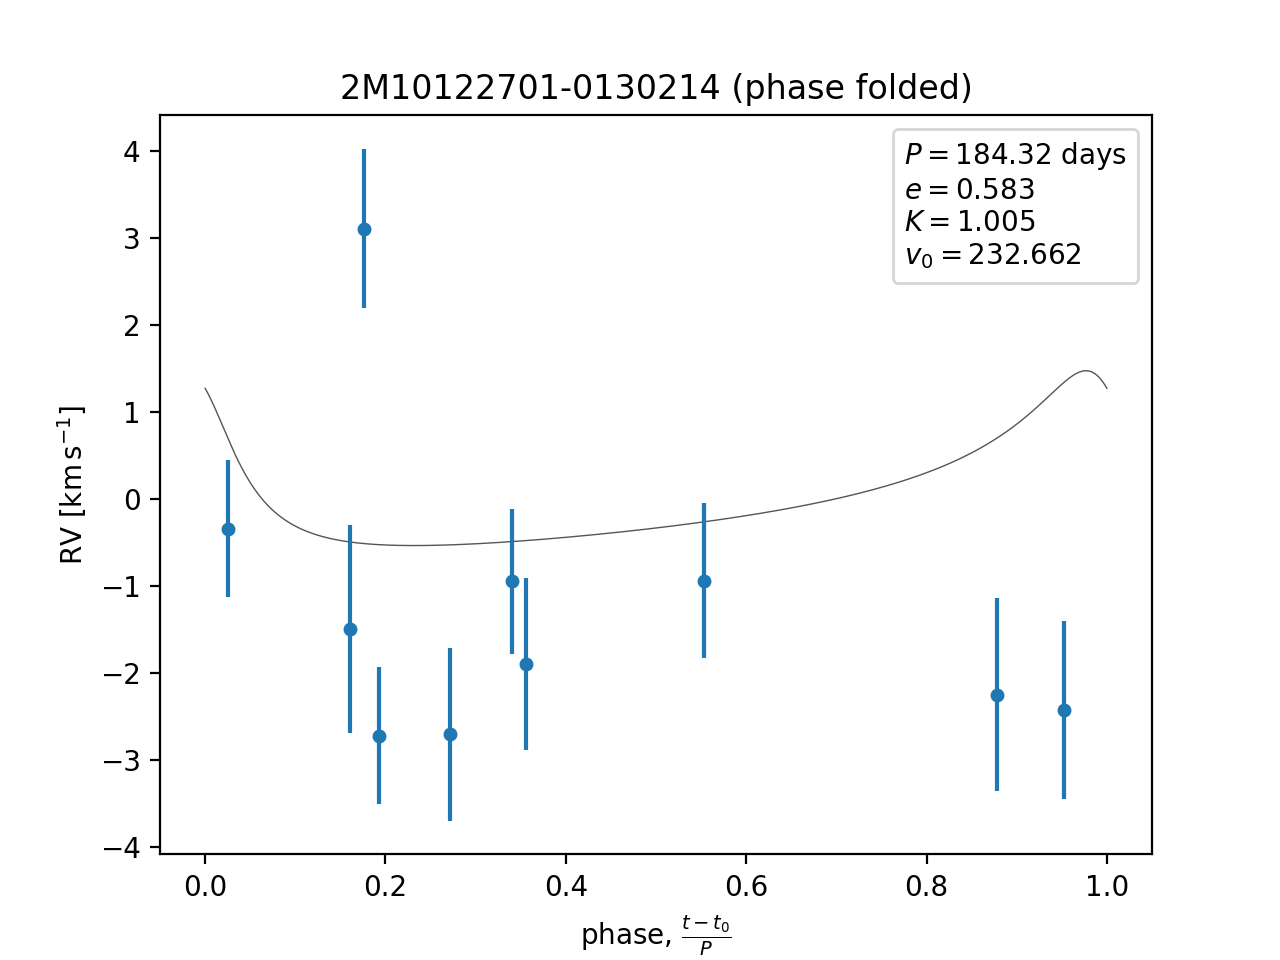 2M10122701-0130214 (phase folded)
P = 184.32 days
e = 0.583
K = 1.005
v₀ = 232.662
4
3
2
1
0
−1
−2
−3
−4
RV [km s⁻¹]
0.0 0.2 0.4 0.6 0.8 1.0
phase, (t − t₀)/P